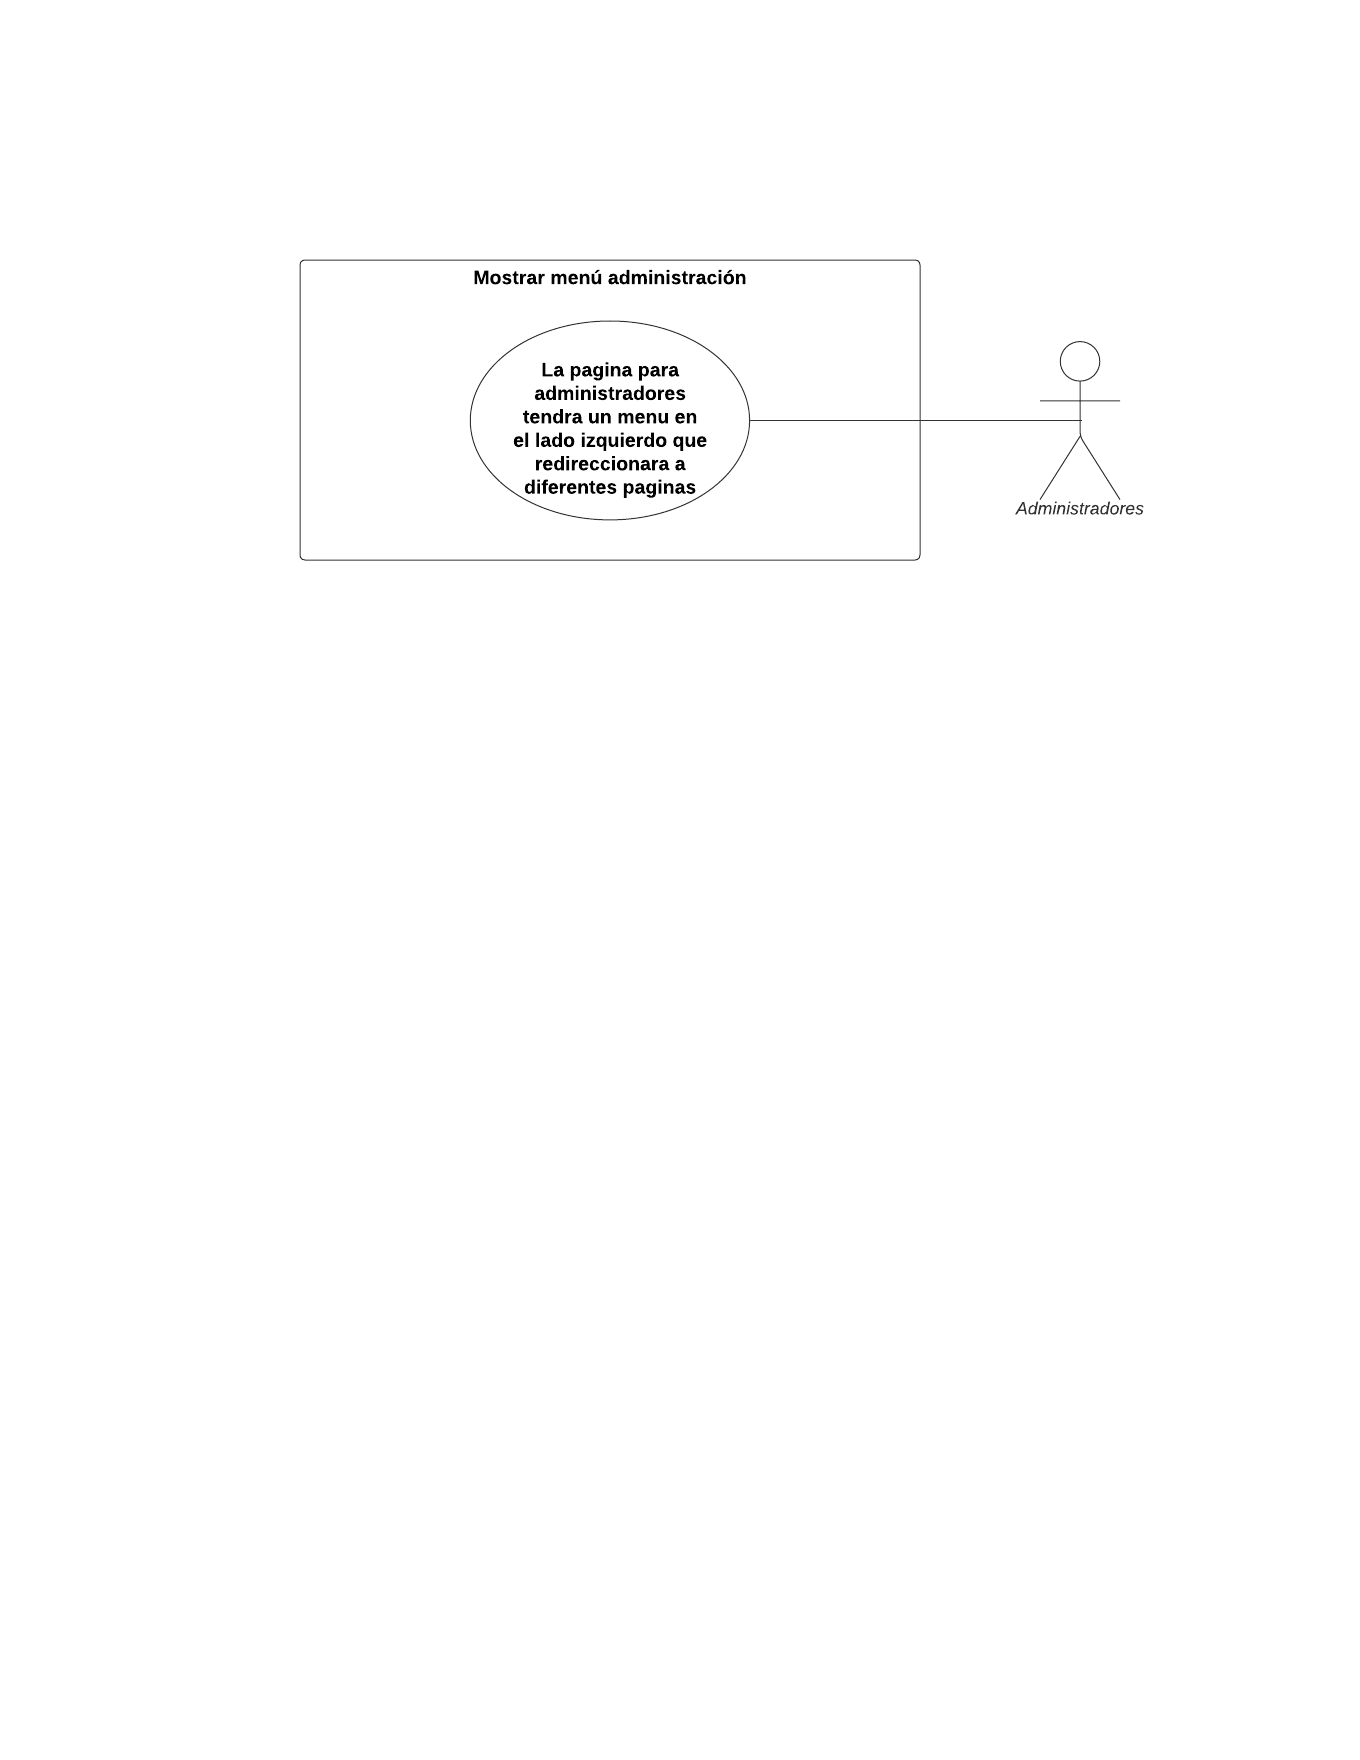 Mostrar menú administración
La pagina para
administradores
tendra un menu en
el lado izquierdo que
redireccionara a
diferentes paginas
Administradores